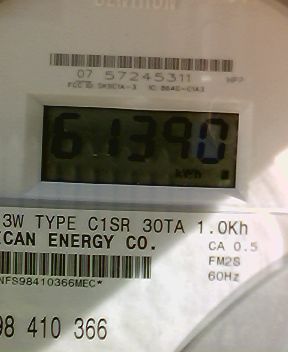 07 57245311
61390
kWh
3W TYPE C1SR 30TA 1.0Kh
CAN ENERGY CO.
CA 0.5
FM2S
60Hz
NFS98410366MEC*
98 410 366